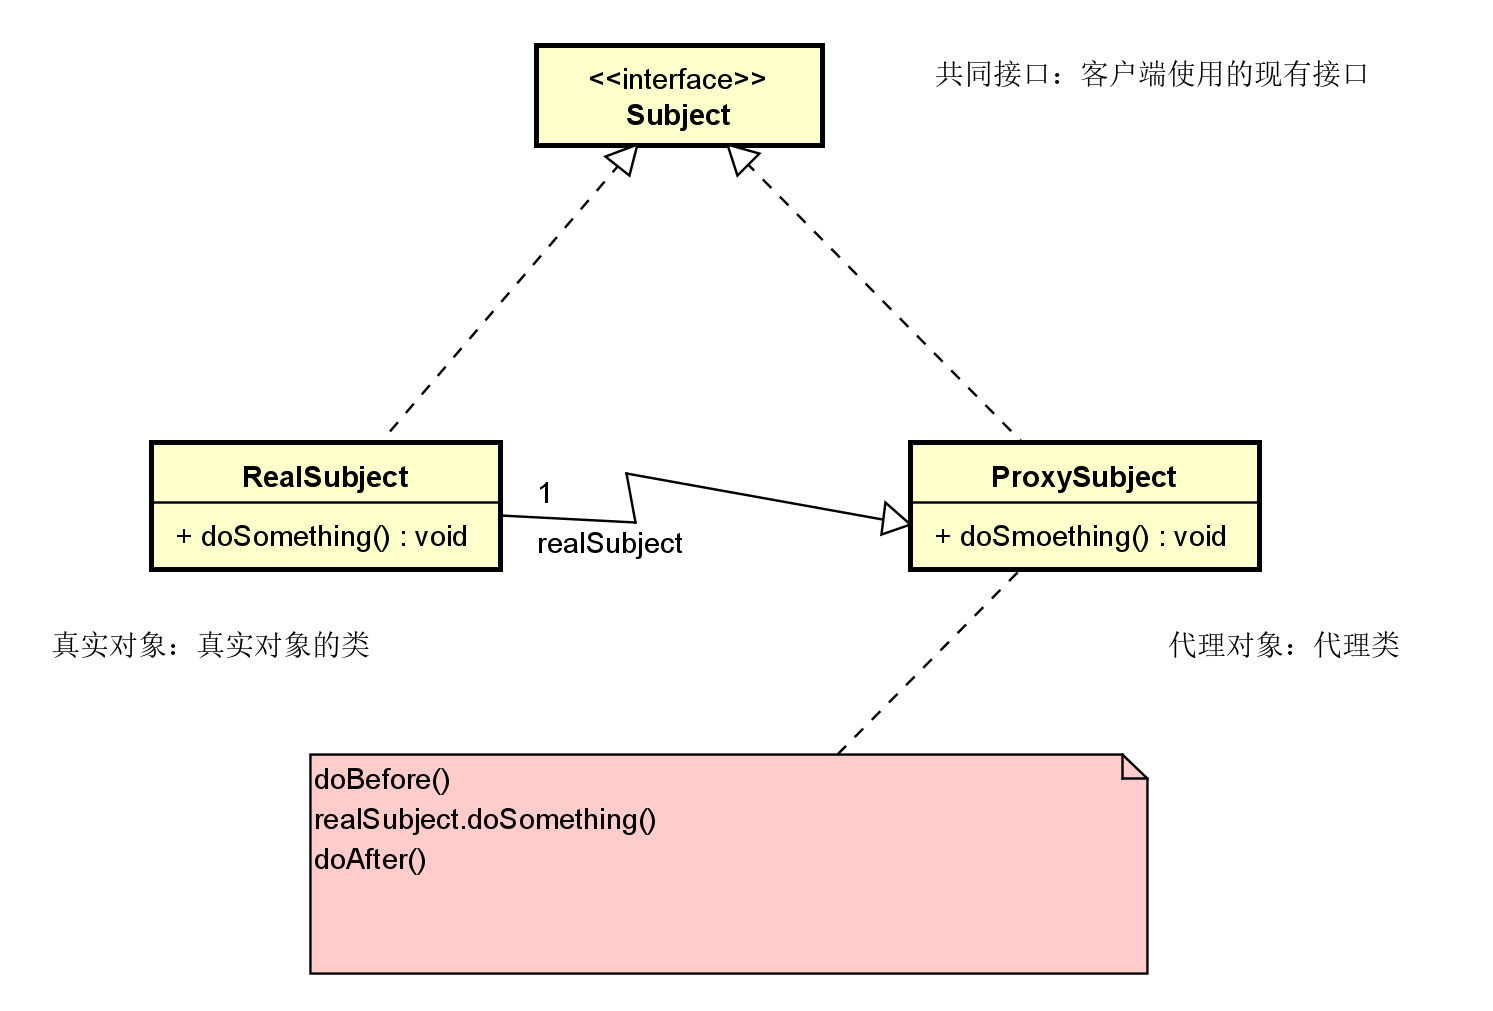 <<interface>>
Subject
共同接口：客户端使用的现有接口
RealSubject
+ doSomething() : void
1
realSubject
ProxySubject
+ doSmoething() : void
真实对象：真实对象的类
代理对象：代理类
doBefore()
realSubject.doSomething()
doAfter()